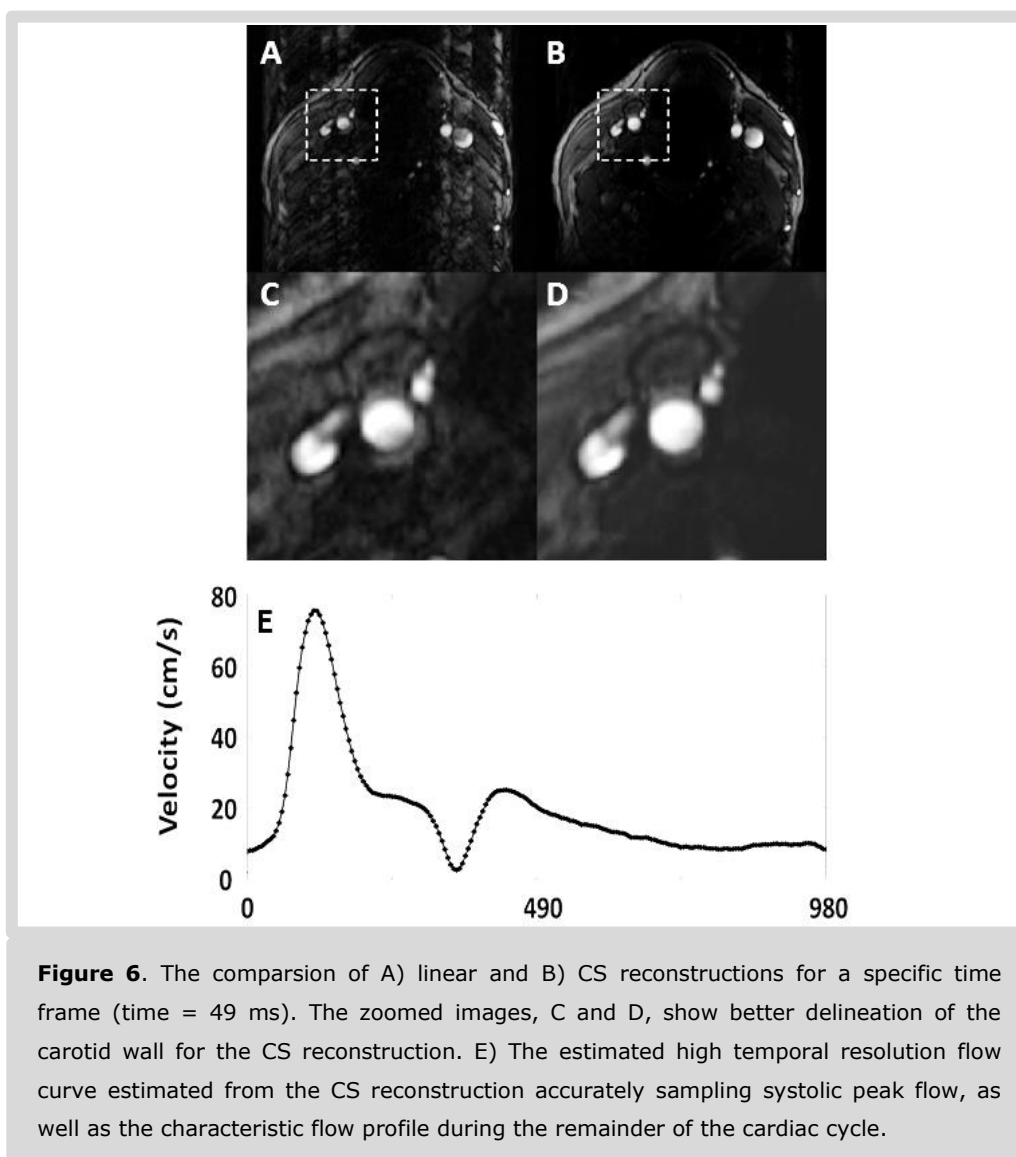 A
B
C
D
E
Velocity (cm/s)
80
60
40
20
0
0 490 980
Figure 6. The comparsion of A) linear and B) CS reconstructions for a specific time
frame (time = 49 ms). The zoomed images, C and D, show better delineation of the
carotid wall for the CS reconstruction. E) The estimated high temporal resolution flow
curve estimated from the CS reconstruction accurately sampling systolic peak flow, as
well as the characteristic flow profile during the remainder of the cardiac cycle.